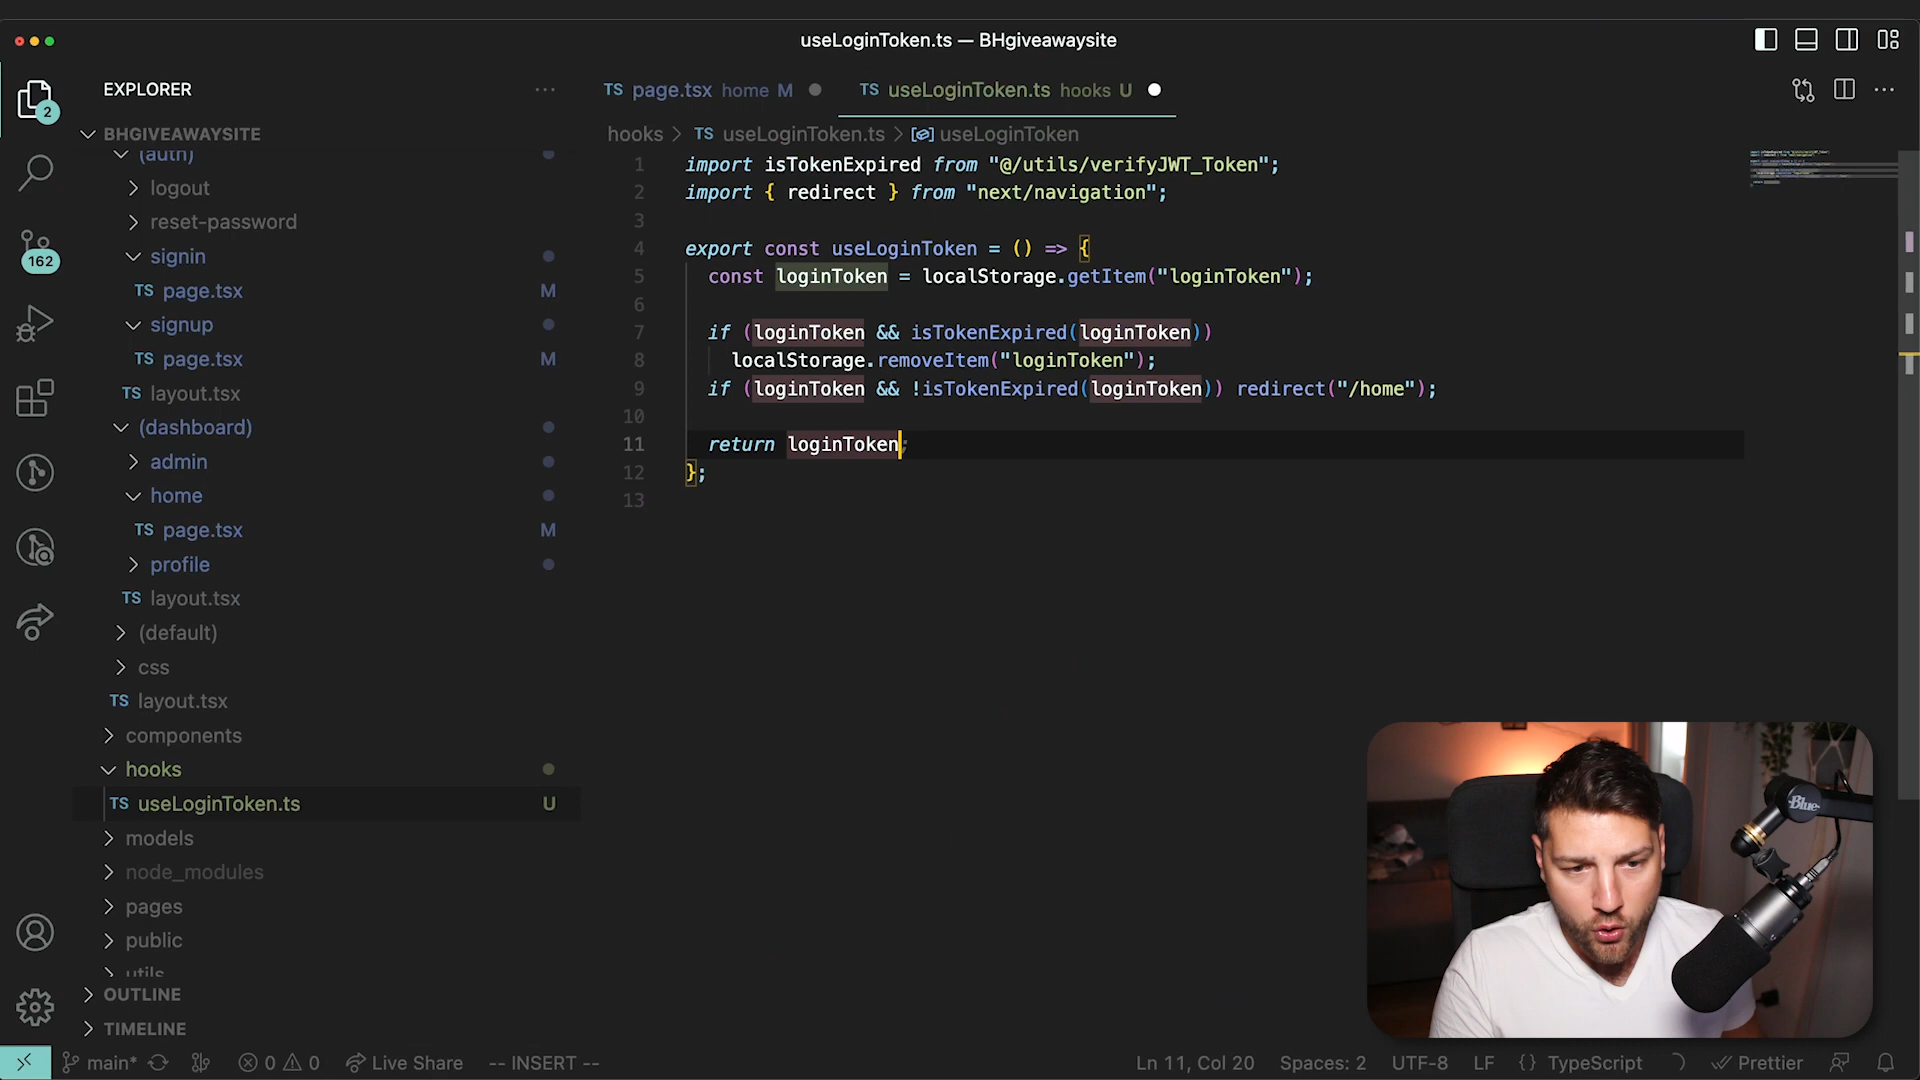 useLoginToken.ts — BHgiveawaysite
EXPLORER
TS page.tsx home M
TS useLoginToken.ts hooks U
2
BHGIVEAWAYSITE
hooks > TS useLoginToken.ts > useLoginToken
(auth)
logout
reset-password
signin
TS page.tsx M
signup
TS page.tsx M
TS layout.tsx
(dashboard)
admin
home
TS page.tsx M
profile
TS layout.tsx
(default)
css
TS layout.tsx
components
hooks
TS useLoginToken.ts U
models
node_modules
pages
public
utils
OUTLINE
TIMELINE
162
1 import isTokenExpired from "@/utils/verifyJWT_Token";
2 import { redirect } from "next/navigation";
3
4 export const useLoginToken = () => {
5 const loginToken = localStorage.getItem("loginToken");
6
7 if (loginToken && isTokenExpired(loginToken))
8 localStorage.removeItem("loginToken");
9 if (loginToken && !isTokenExpired(loginToken)) redirect("/home");
10
11 return loginToken;
12 };
13
Blue
main* 0 0 Live Share -- INSERT -- Ln 11, Col 20 Spaces: 2 UTF-8 LF {} TypeScript Prettier